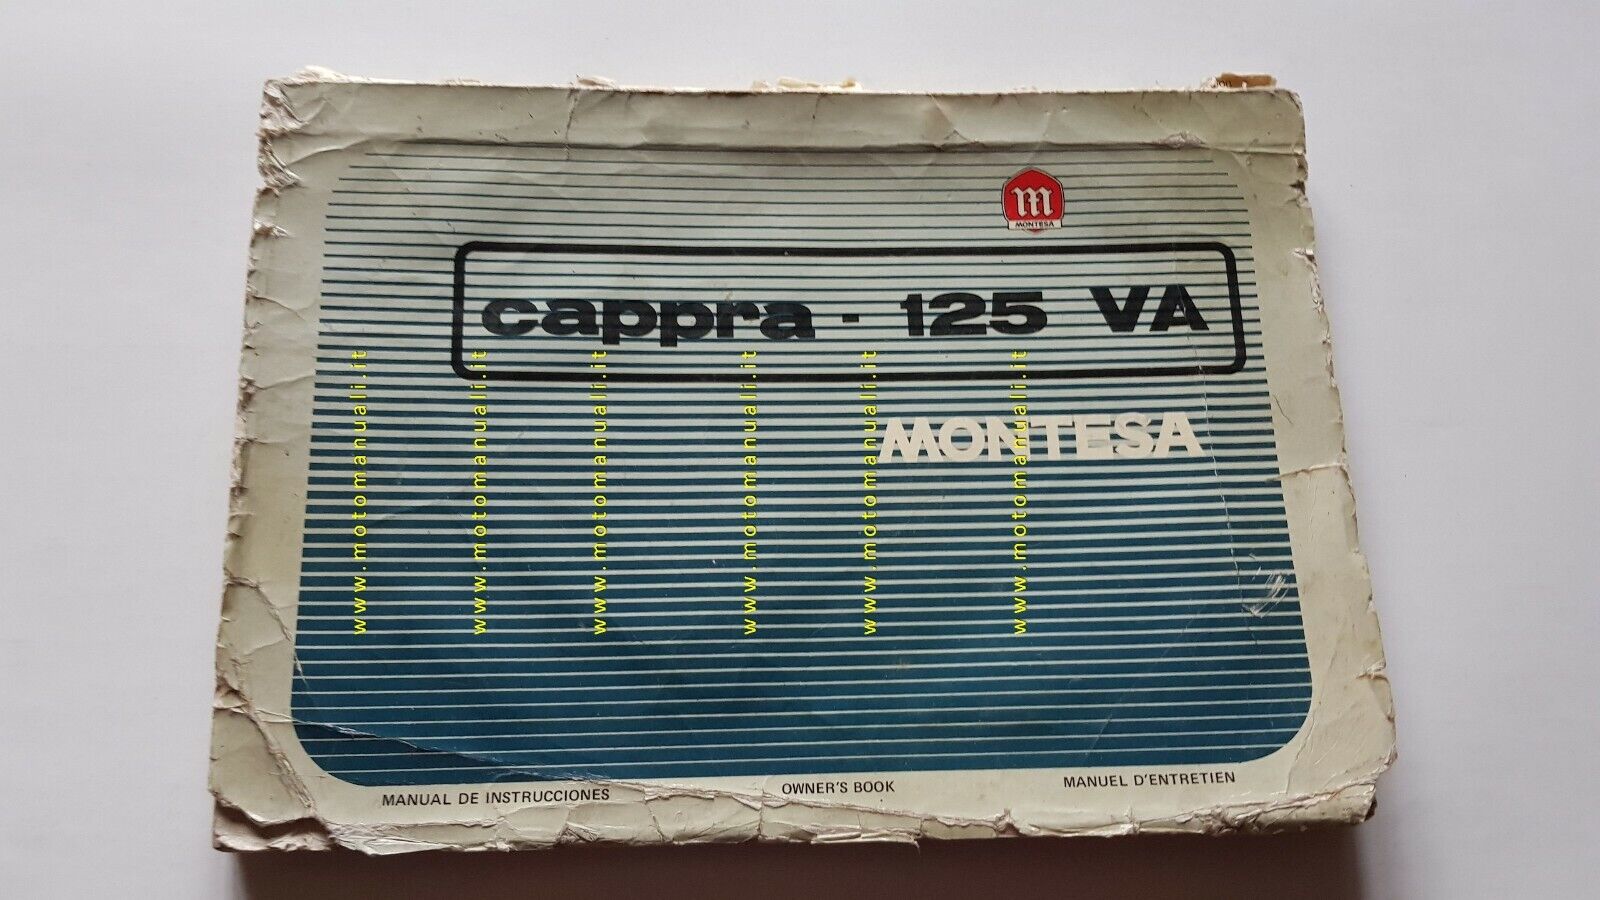 MONTESA
cappra - 125 VA
MONTESA
www.motomanuali.it
www.motomanuali.it
www.motomanuali.it
www.motomanuali.it
www.motomanuali.it
www.motomanuali.it
MANUAL DE INSTRUCCIONES
OWNER'S BOOK
MANUEL D'ENTRETIEN